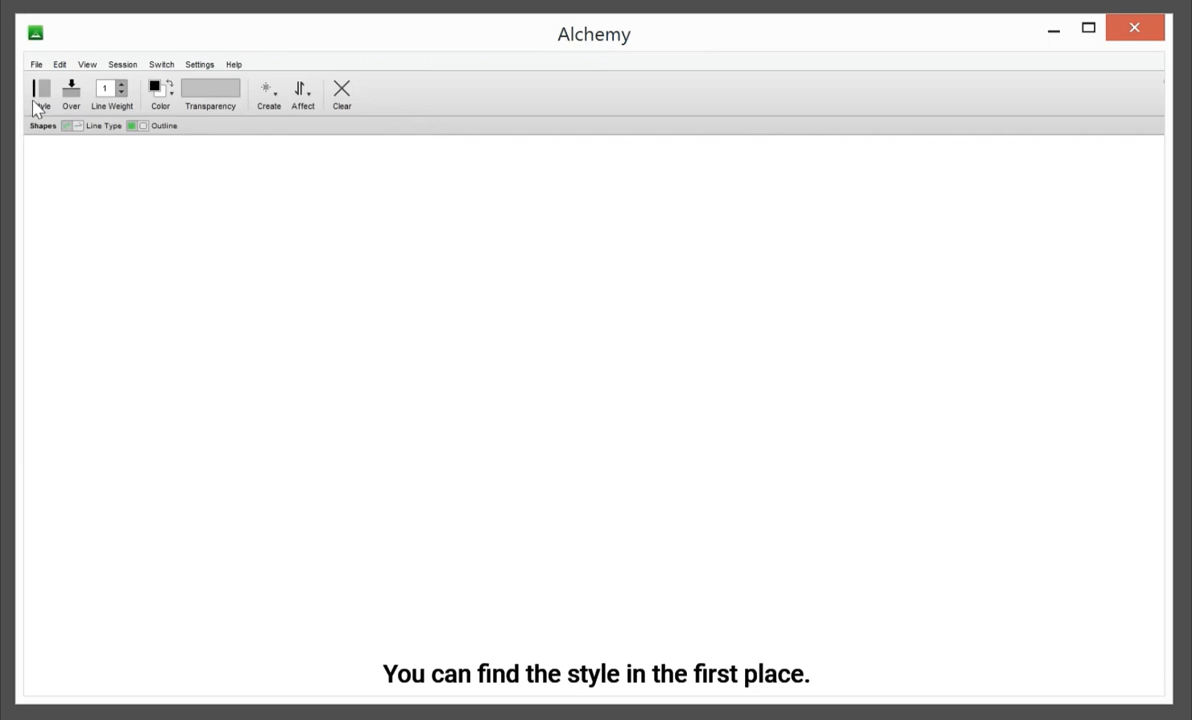 Alchemy
File Edit View Session Switch Settings Help
1
Style Over Line Weight Color Transparency Create Affect Clear
Shapes Line Type Outline
You can find the style in the first place.